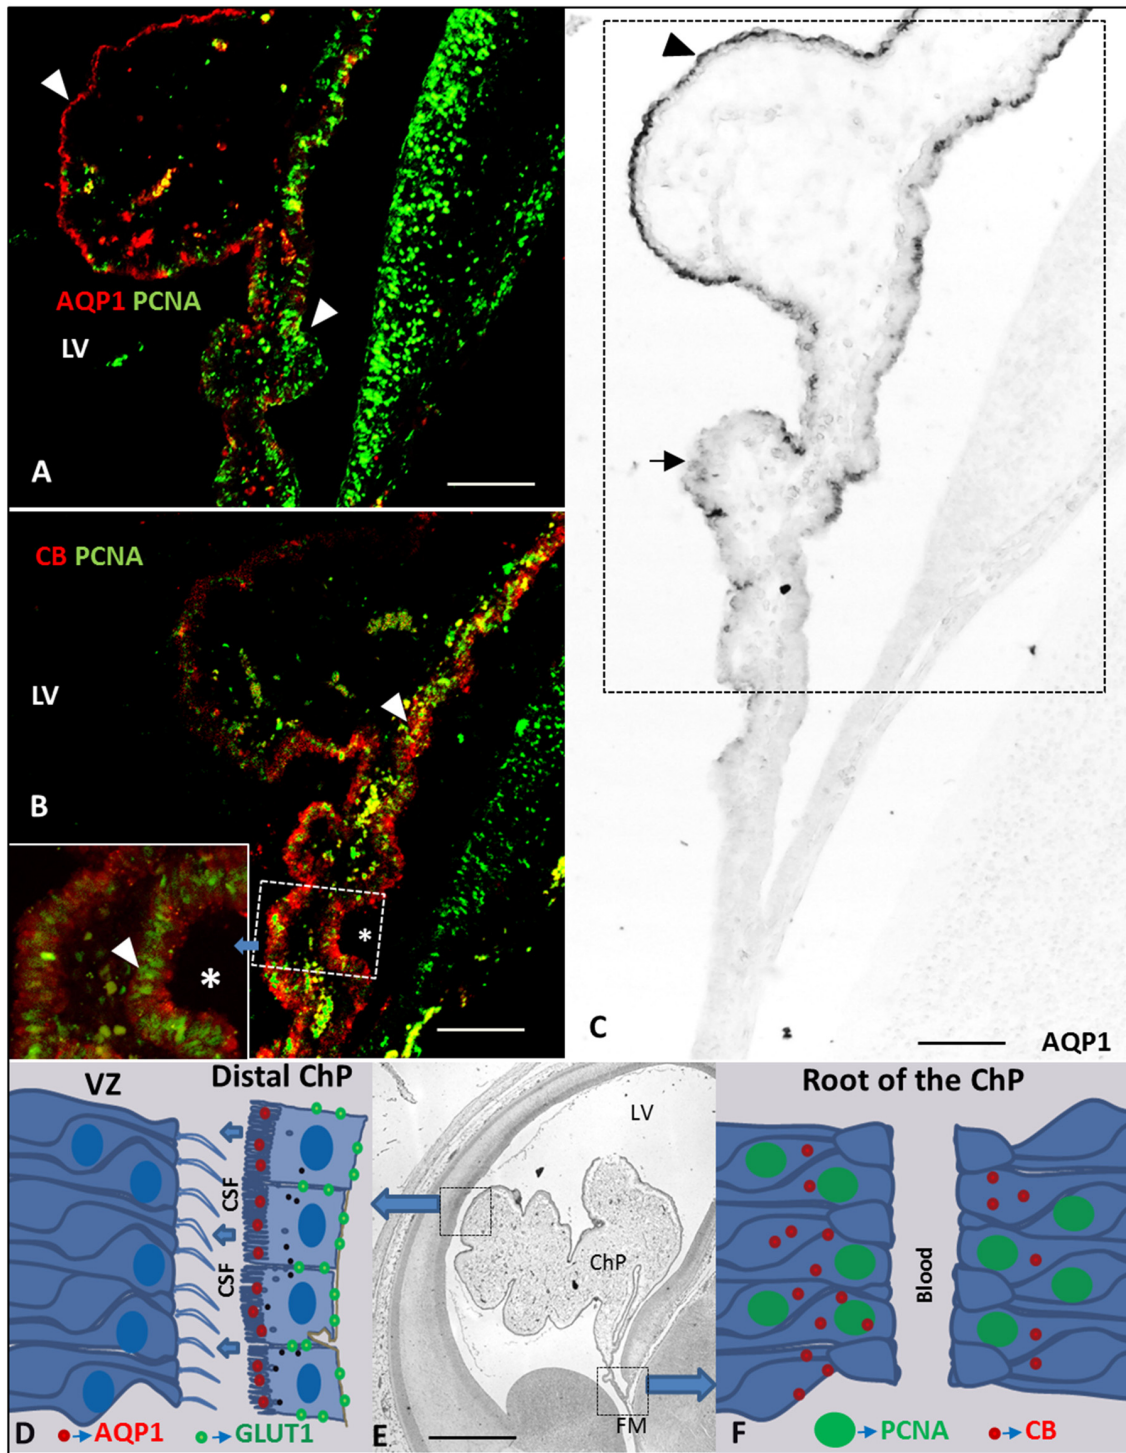 AQP1 PCNA
LV
A
CB PCNA
LV
B
*
*
C
AQP1
VZ
Distal ChP
CSF
CSF
D
AQP1
GLUT1
LV
ChP
FM
E
Root of the ChP
Blood
F
PCNA
CB